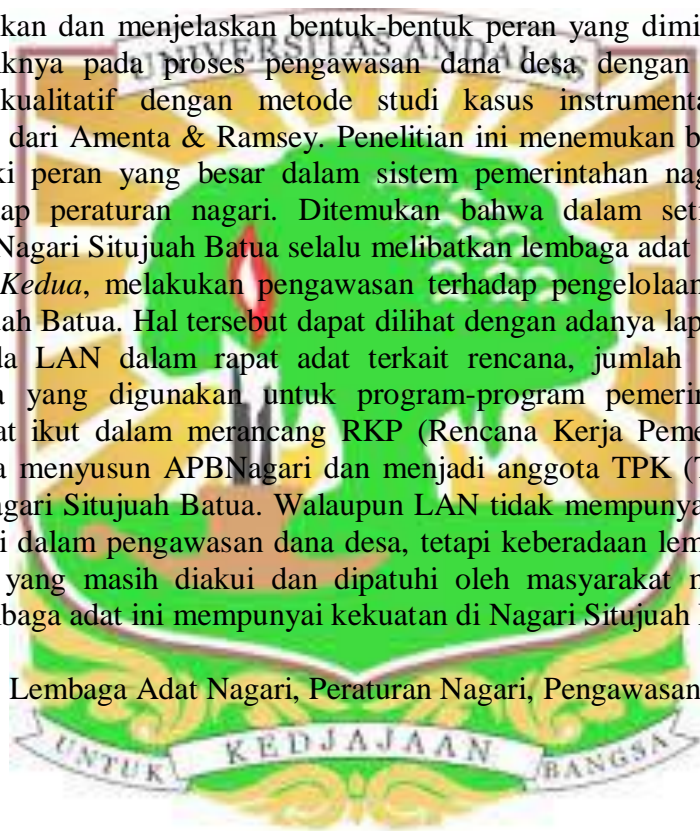 kan dan menjelaskan bentuk-bentuk peran yang dimi
UNIVERSITAS ANDALAS
knya pada proses pengawasan dana desa dengan
kualitatif dengan metode studi kasus instrumenta
dari Amenta & Ramsey. Penelitian ini menemukan b
ki peran yang besar dalam sistem pemerintahan nag
ap peraturan nagari. Ditemukan bahwa dalam set
Nagari Situjuah Batua selalu melibatkan lembaga adat
Kedua, melakukan pengawasan terhadap pengelolaan
ah Batua. Hal tersebut dapat dilihat dengan adanya lap
la LAN dalam rapat adat terkait rencana, jumlah
a yang digunakan untuk program-program pemerin
at ikut dalam merancang RKP (Rencana Kerja Peme
a menyusun APBNagari dan menjadi anggota TPK (T
agari Situjuah Batua. Walaupun LAN tidak mempunya
i dalam pengawasan dana desa, tetapi keberadaan lem
yang masih diakui dan dipatuhi oleh masyarakat n
baga adat ini mempunyai kekuatan di Nagari Situjuah
Lembaga Adat Nagari, Peraturan Nagari, Pengawasan
UNTUK KEDJAJAAN BANGSA